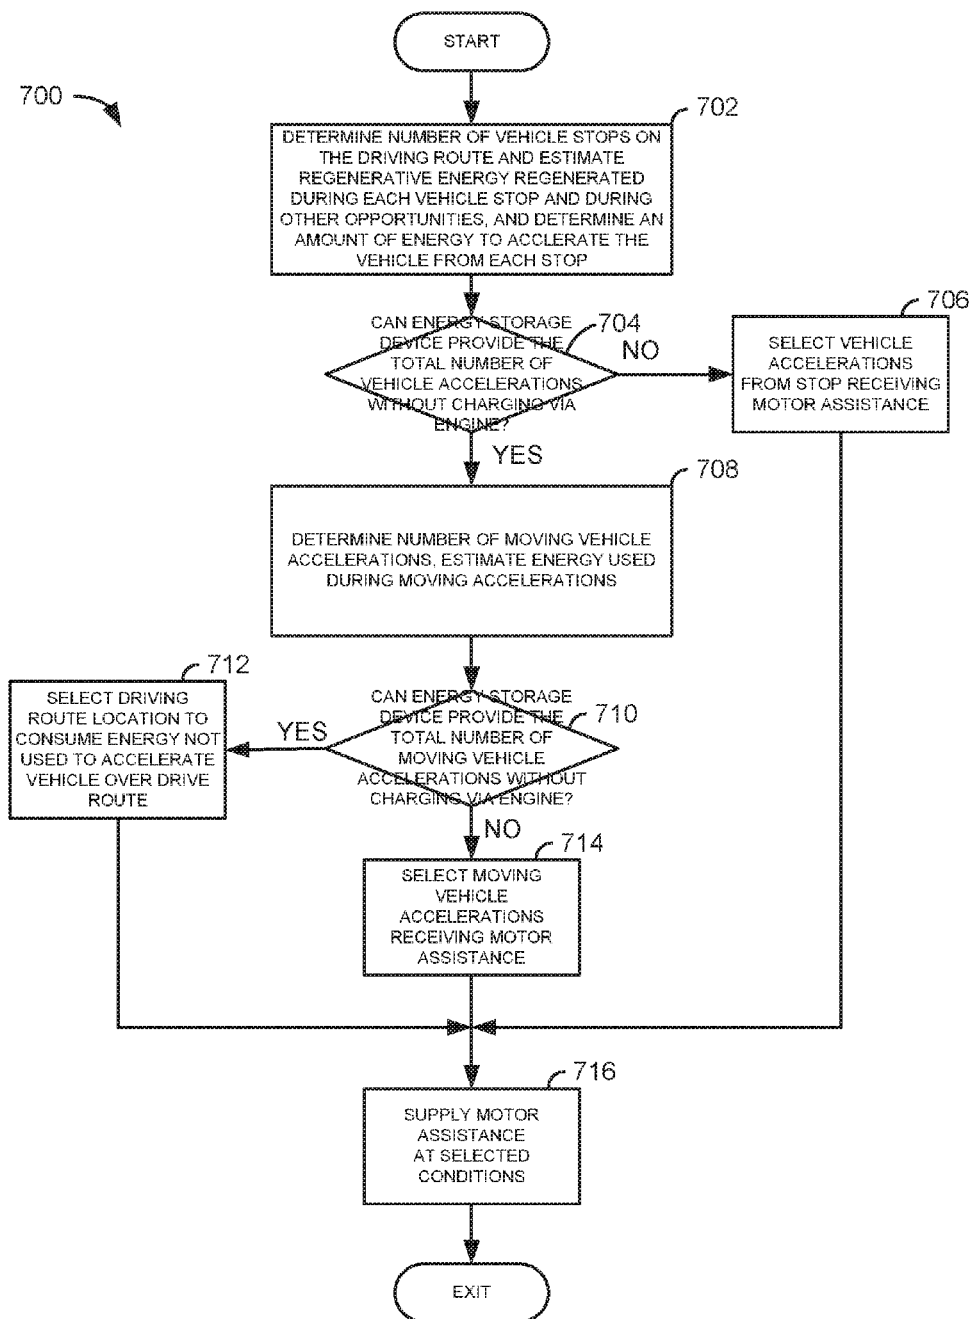 START
700
702
DETERMINE NUMBER OF VEHICLE STOPS ON
THE DRIVING ROUTE AND ESTIMATE
REGENERATIVE ENERGY REGENERATED
DURING EACH VEHICLE STOP AND DURING
OTHER OPPORTUNITIES, AND DETERMINE AN
AMOUNT OF ENERGY TO ACCLERATE THE
VEHICLE FROM EACH STOP
704
CAN ENERGY STORAGE
DEVICE PROVIDE THE
TOTAL NUMBER OF
VEHICLE ACCELERATIONS
WITHOUT CHARGING VIA
ENGINE?
NO
706
SELECT VEHICLE
ACCELERATIONS
FROM STOP RECEIVING
MOTOR ASSISTANCE
YES
708
DETERMINE NUMBER OF MOVING VEHICLE
ACCELERATIONS, ESTIMATE ENERGY USED
DURING MOVING ACCELERATIONS
710
CAN ENERGY STORAGE
DEVICE PROVIDE THE
TOTAL NUMBER OF
MOVING VEHICLE
ACCELERATIONS WITHOUT
CHARGING VIA ENGINE?
YES
712
SELECT DRIVING
ROUTE LOCATION TO
CONSUME ENERGY NOT
USED TO ACCELERATE
VEHICLE OVER DRIVE
ROUTE
NO
714
SELECT MOVING
VEHICLE
ACCELERATIONS
RECEIVING MOTOR
ASSISTANCE
716
SUPPLY MOTOR
ASSISTANCE
AT SELECTED
CONDITIONS
EXIT